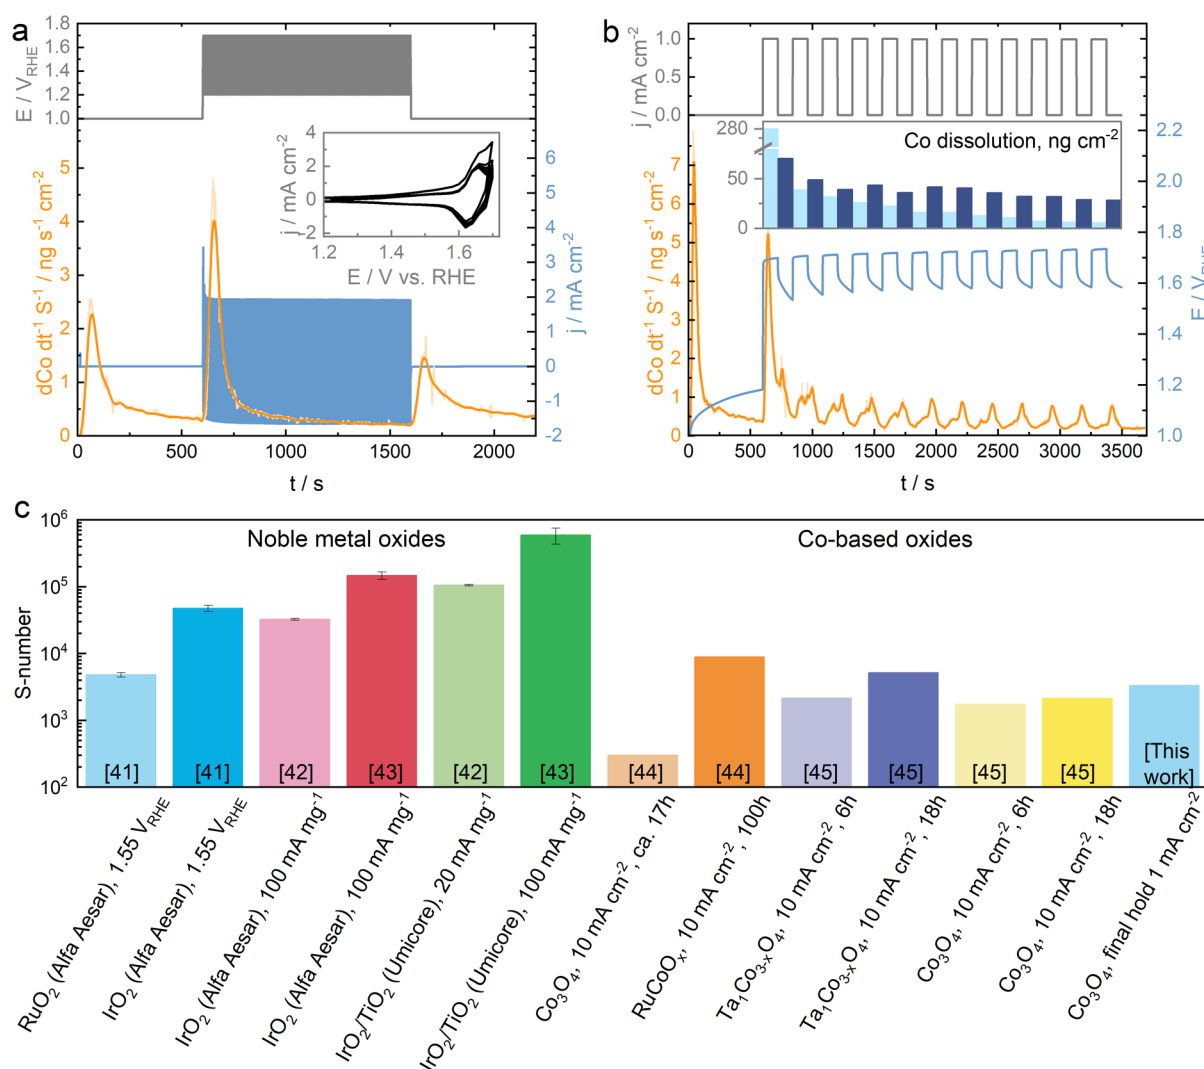 a
E / V_RHE
1.8
1.6
1.4
1.2
1.0
dCo dt⁻¹ S⁻¹ / ng s⁻¹ cm⁻²
5
4
3
2
1
0
j / mA cm⁻²
4
2
0
-2
1.2 1.4 1.6
E / V vs. RHE
6
5
4
3
2
1
0
-1
-2
j / mA cm⁻²
0 500 1000 1500 2000
t / s
b
j / mA cm⁻²
1.0
0.5
0.0
280
50
0
Co dissolution, ng cm⁻²
dCo dt⁻¹ S⁻¹ / ng s⁻¹ cm⁻²
7
6
5
4
3
2
1
0
2.2
2.0
1.8
1.6
1.4
1.2
1.0
E / V_RHE
0 500 1000 1500 2000 2500 3000 3500
t / s
c
S-number
10⁶
10⁵
10⁴
10³
10²
Noble metal oxides
Co-based oxides
[41] [41] [42] [43] [42] [43] [44] [44] [45] [45] [45] [45] [This
work]
RuO₂ (Alfa Aesar), 1.55 V_RHE
IrO₂ (Alfa Aesar), 1.55 V_RHE
IrO₂ (Alfa Aesar), 100 mA mg⁻¹
IrO₂ (Alfa Aesar), 100 mA mg⁻¹
IrO₂/TiO₂ (Umicore), 20 mA mg⁻¹
IrO₂/TiO₂ (Umicore), 100 mA mg⁻¹
Co₃O₄, 10 mA cm⁻², ca. 17h
RuCoOₓ, 10 mA cm⁻², 100h
Ta₁Co₃₋ₓO₄, 10 mA cm⁻², 6h
Ta₁Co₃₋ₓO₄, 10 mA cm⁻², 18h
Co₃O₄, 10 mA cm⁻², 6h
Co₃O₄, 10 mA cm⁻², 18h
Co₃O₄, final hold 1 mA cm⁻²